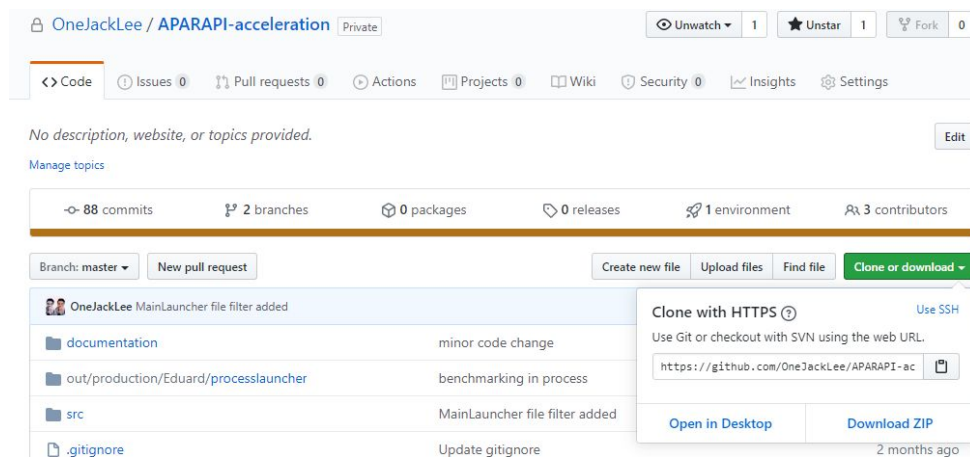 OneJackLee / APARAPI-acceleration Private
Unwatch 1 Unstar 1 Fork 0
Code Issues 0 Pull requests 0 Actions Projects 0 Wiki Security 0 Insights Settings
No description, website, or topics provided.
Edit
Manage topics
88 commits 2 branches 0 packages 0 releases 1 environment 3 contributors
Branch: master New pull request Create new file Upload files Find file Clone or download
OneJackLee MainLauncher file filter added
documentation minor code change
out/production/Eduard/processlauncher benchmarking in process
src MainLauncher file filter added
.gitignore Update gitignore 2 months ago
Clone with HTTPS ? Use SSH
Use Git or checkout with SVN using the web URL.
https://github.com/OneJackLee/APARAPI-ac
Open in Desktop Download ZIP